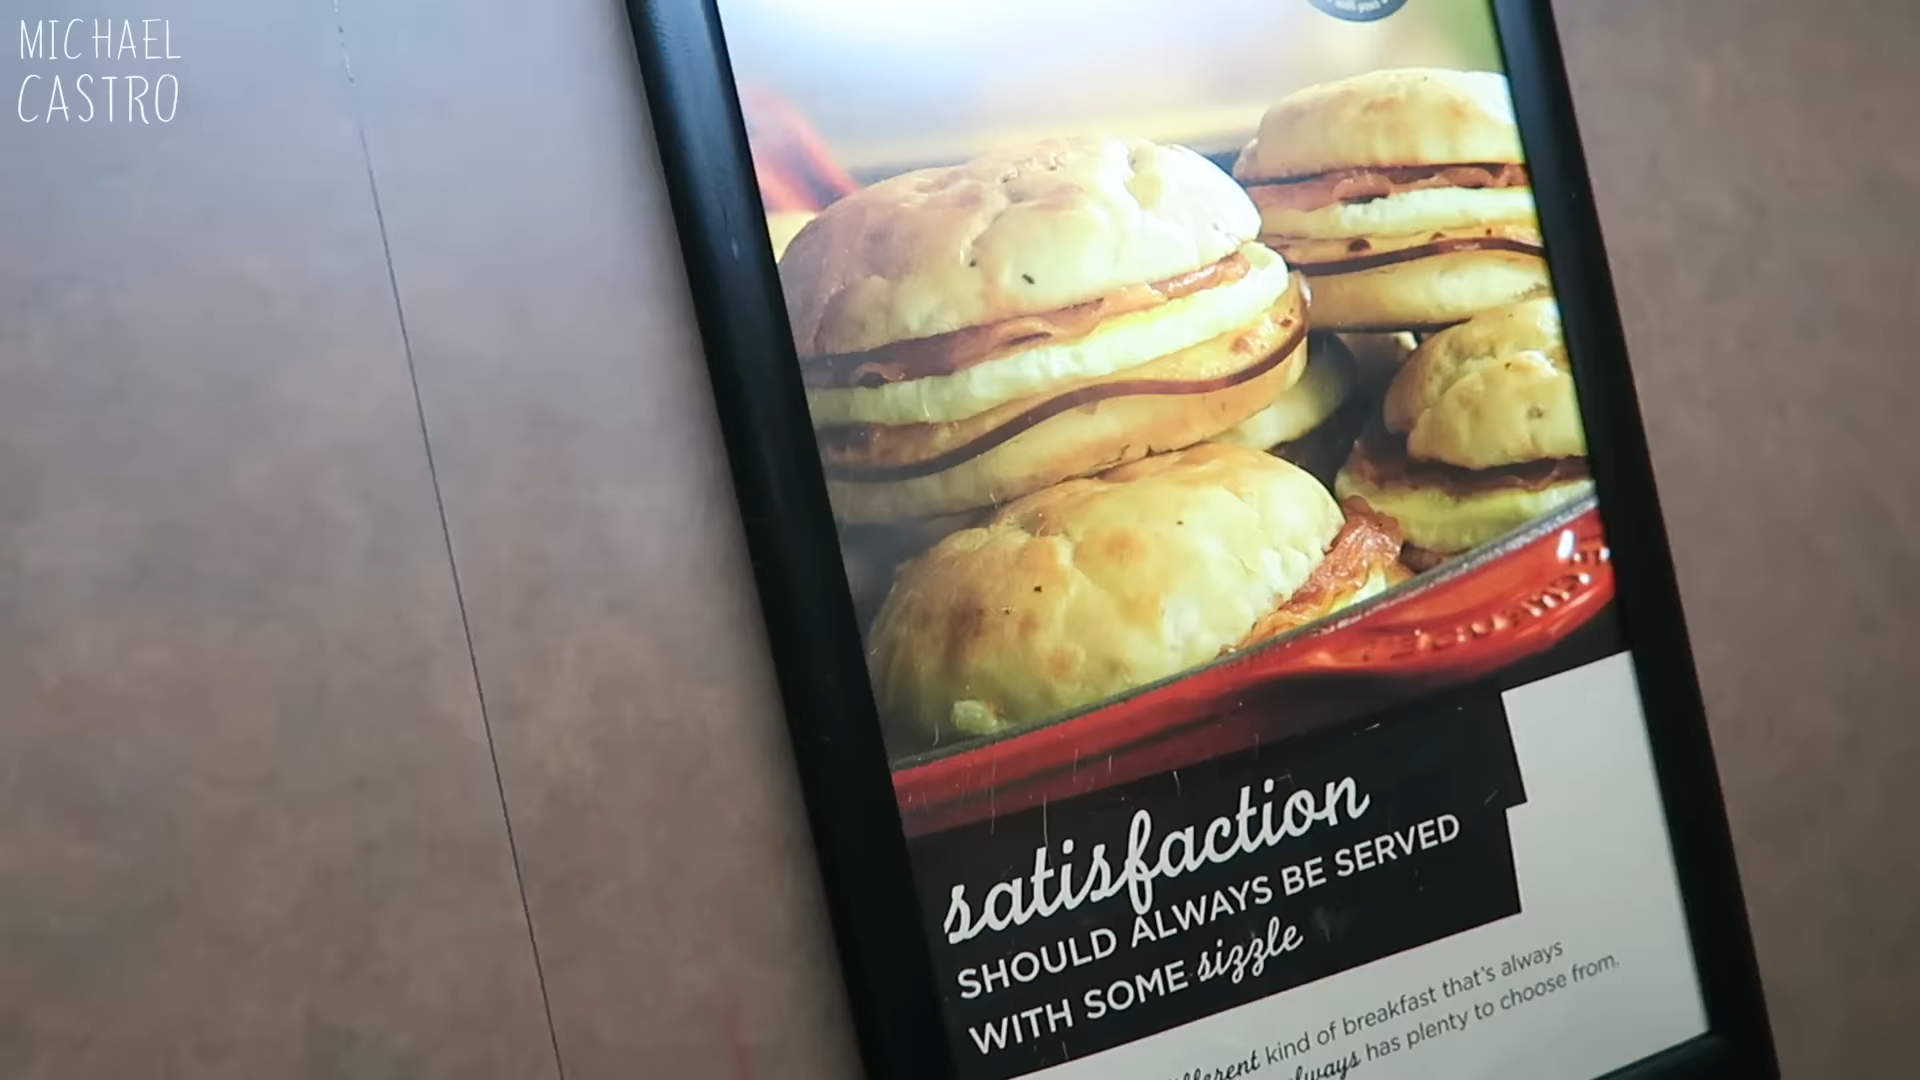 MICHAEL
CASTRO
satisfaction
SHOULD ALWAYS BE SERVED
WITH SOME sizzle
kind of breakfast that's always
has plenty to choose from.